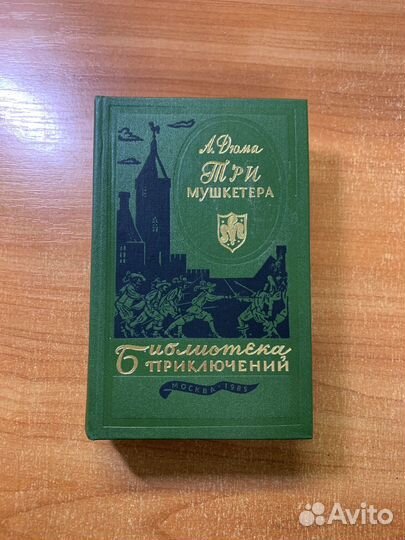 А. Дюма
ТРИ
МУШКЕТЕРА
Библиотека
ПРИКЛЮЧЕНИЙ
МОСКВА · 1985
Avito